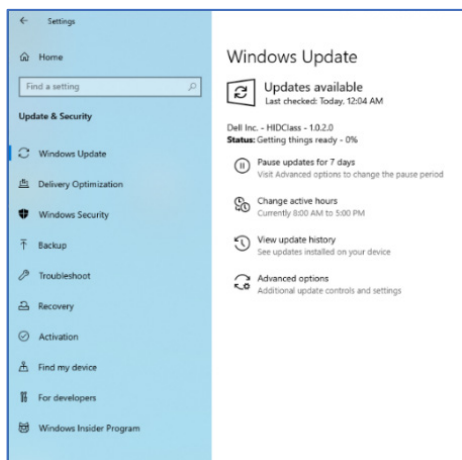 Settings
Home
Find a setting
Update & Security
Windows Update
Delivery Optimization
Windows Security
Backup
Troubleshoot
Recovery
Activation
Find my device
For developers
Windows Insider Program
Windows Update
Updates available
Last checked: Today, 12:04 AM
Dell Inc. - HIDClass - 1.0.2.0
Status: Getting things ready - 0%
Pause updates for 7 days
Visit Advanced options to change the pause period
Change active hours
Currently 8:00 AM to 5:00 PM
View update history
See updates installed on your device
Advanced options
Additional update controls and settings